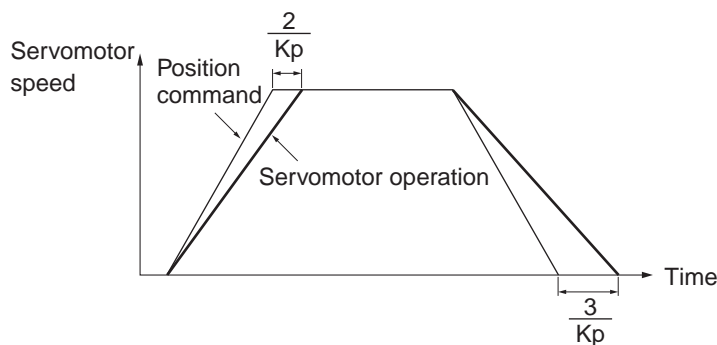 2
Kp
Servomotor
speed
Position
command
Servomotor operation
Time
3
Kp